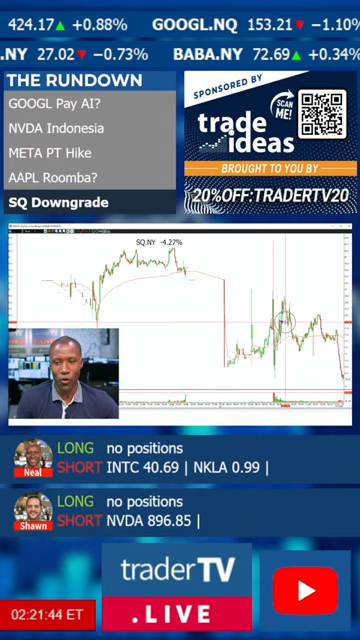 424.17▲ +0.88% GOOGL.NQ 153.21▼ −1.10%
.NY 27.02▼ −0.73% BABA.NY 72.69▲ +0.34%
THE RUNDOWN
GOOGL Pay AI?
NVDA Indonesia
META PT Hike
AAPL Roomba?
SQ Downgrade
SPONSORED BY
SCAN ME!
trade ideas
BROUGHT TO YOU BY
20%OFF:TRADERTV20
SQ.NY -4.27%
LONG no positions
SHORT INTC 40.69 | NKLA 0.99 |
Neal
LONG no positions
SHORT NVDA 896.85 |
Shawn
traderTV
.LIVE
02:21:44 ET